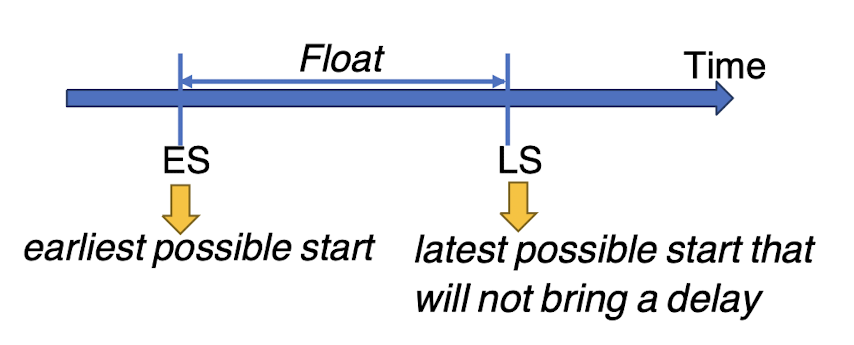 Float
Time
ES
LS
earliest possible start
latest possible start that
will not bring a delay